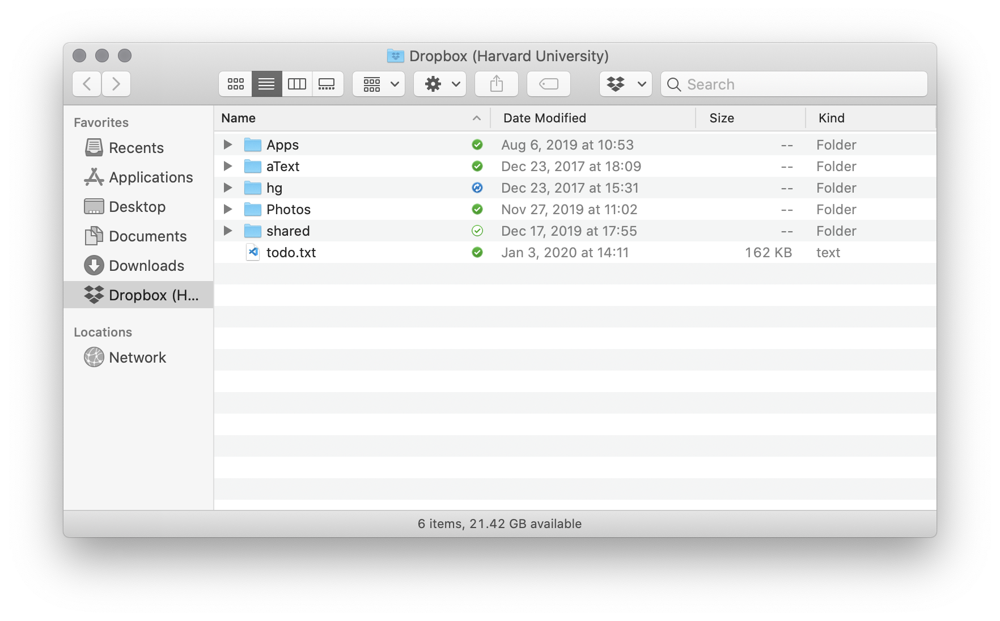 Dropbox (Harvard University)
Search
Favorites
Recents
Applications
Desktop
Documents
Downloads
Dropbox (H...
Locations
Network
Name Date Modified Size Kind
Apps Aug 6, 2019 at 10:53 -- Folder
aText Dec 23, 2017 at 18:09 -- Folder
hg Dec 23, 2017 at 15:31 -- Folder
Photos Nov 27, 2019 at 11:02 -- Folder
shared Dec 17, 2019 at 17:55 -- Folder
todo.txt Jan 3, 2020 at 14:11 162 KB text
6 items, 21.42 GB available